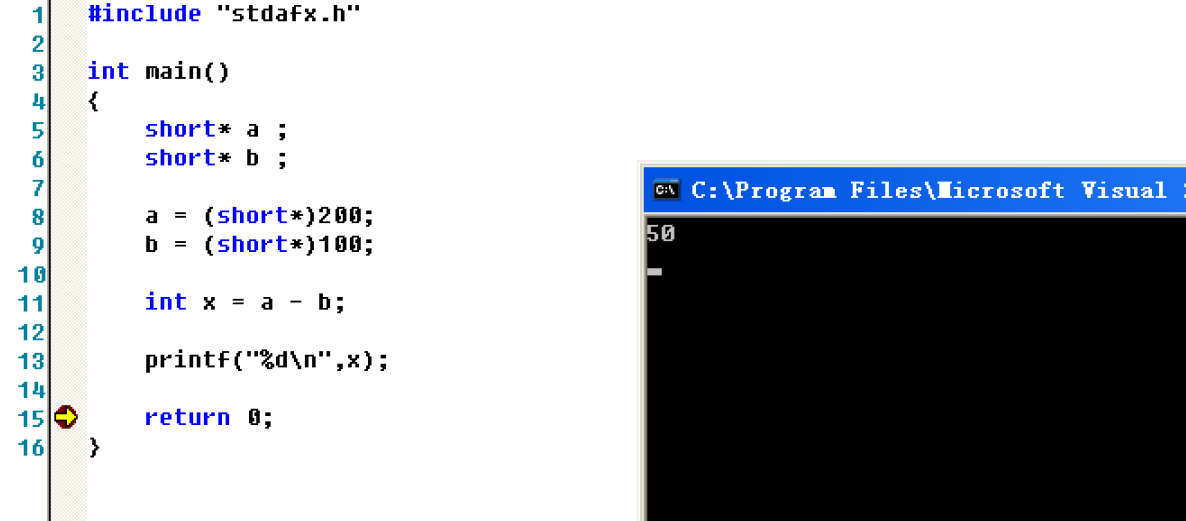 1 #include "stdafx.h"
2
3 int main()
4 {
5 short* a ;
6 short* b ;
7
8 a = (short*)200;
9 b = (short*)100;
10
11 int x = a - b;
12
13 printf("%d\n",x);
14
15 return 0;
16 }
C:\Program Files\Microsoft Visual
50